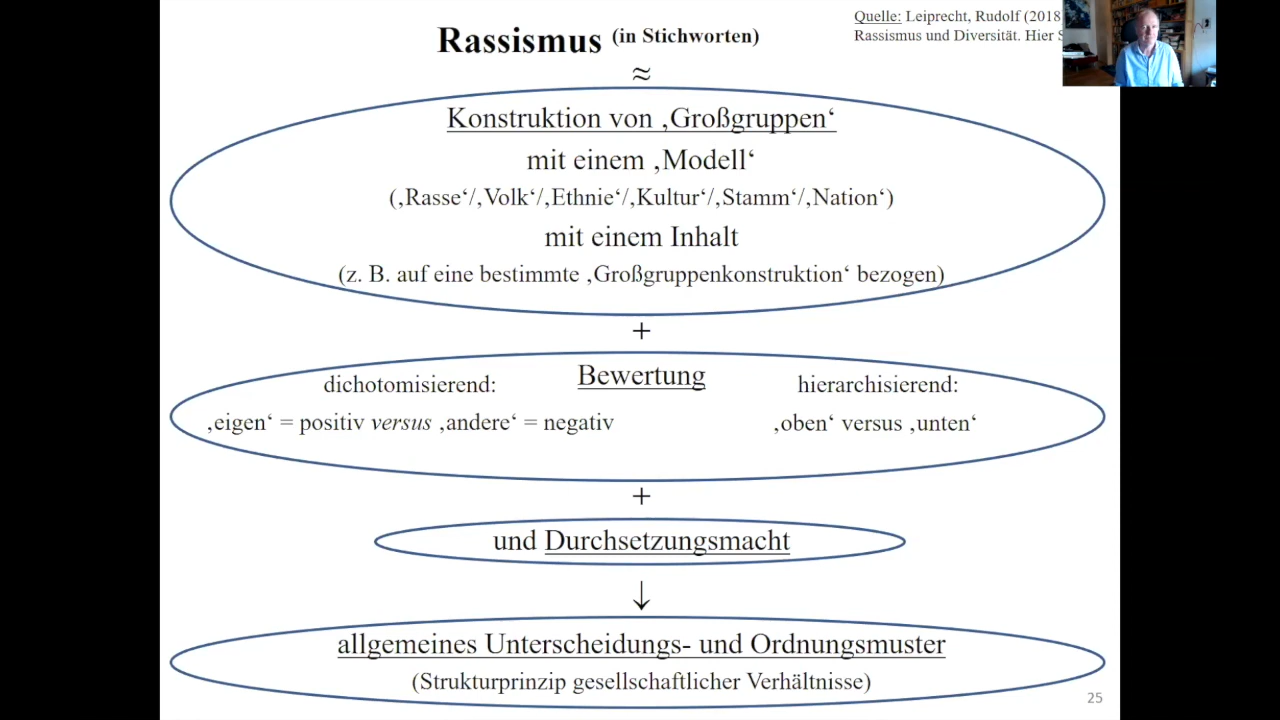 Rassismus (in Stichworten)
Quelle: Leiprecht, Rudolf (2018
Rassismus und Diversität. Hier
≈
Konstruktion von ‚Großgruppen‘
mit einem ‚Modell‘
(‚Rasse‘/‚Volk‘/‚Ethnie‘/‚Kultur‘/‚Stamm‘/‚Nation‘)
mit einem Inhalt
(z. B. auf eine bestimmte ‚Großgruppenkonstruktion‘ bezogen)
+
Bewertung
dichotomisierend:
‚eigen‘ = positiv versus ‚andere‘ = negativ
hierarchisierend:
‚oben‘ versus ‚unten‘
+
und Durchsetzungsmacht
↓
allgemeines Unterscheidungs- und Ordnungsmuster
(Strukturprinzip gesellschaftlicher Verhältnisse)
25